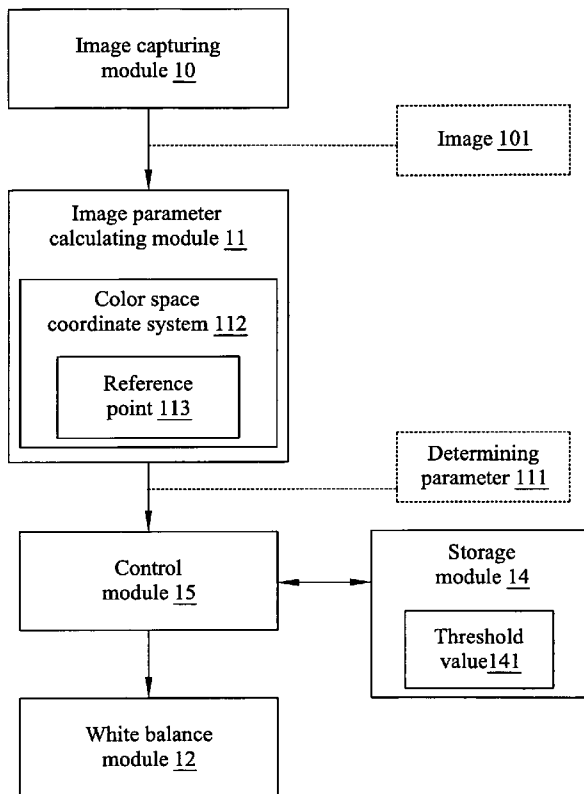 Image capturing
module 10
Image 101
Image parameter
calculating module 11
Color space
coordinate system 112
Reference
point 113
Determining
parameter 111
Control
module 15
Storage
module 14
Threshold
value141
White balance
module 12